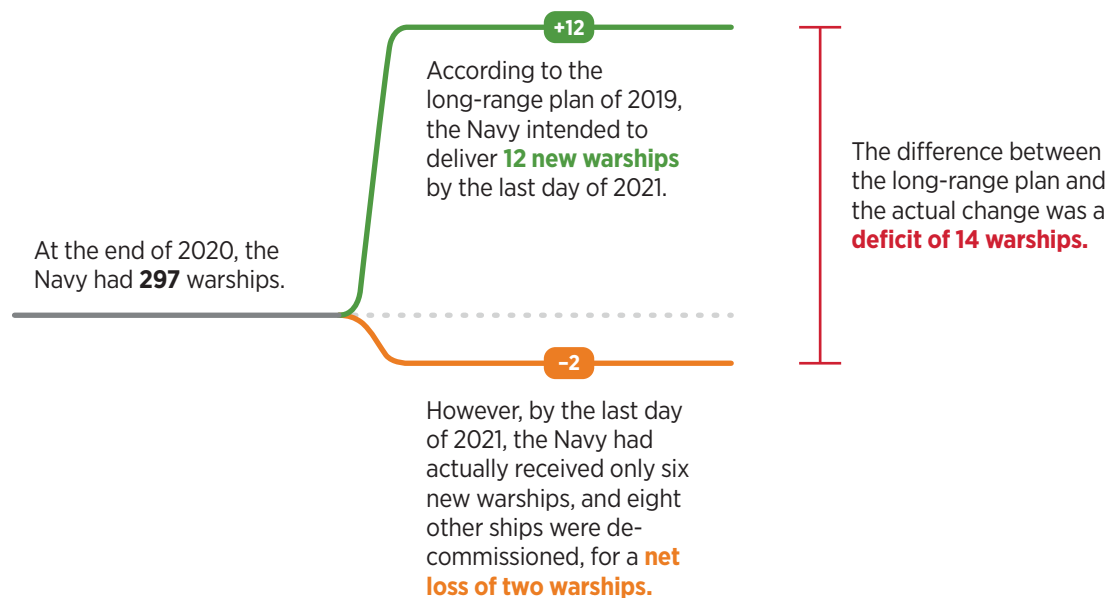 +12
According to the
long-range plan of 2019,
the Navy intended to
deliver 12 new warships
by the last day of 2021.
The difference between
the long-range plan and
the actual change was a
deficit of 14 warships.
At the end of 2020, the
Navy had 297 warships.
–2
However, by the last day
of 2021, the Navy had
actually received only six
new warships, and eight
other ships were de-
commissioned, for a net
loss of two warships.